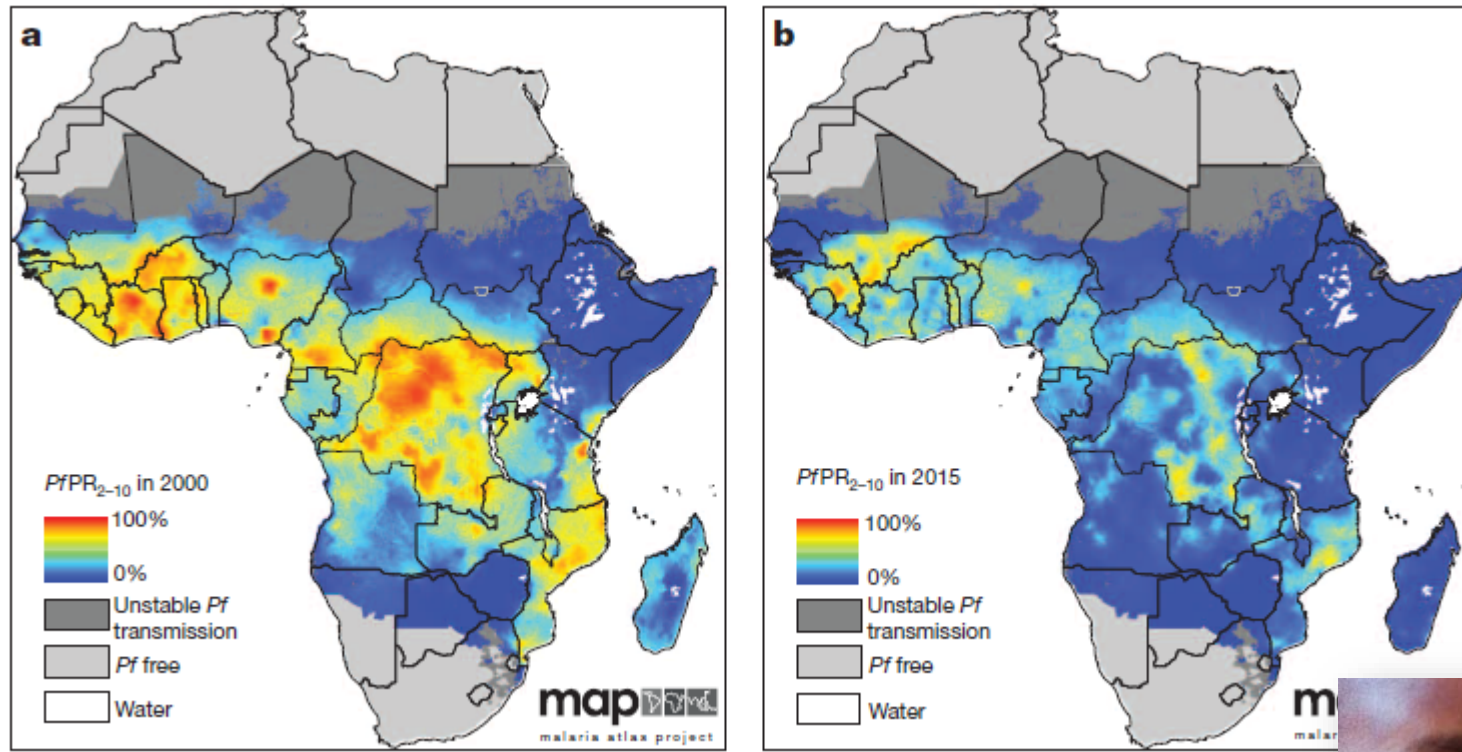 a
PfPR2–10 in 2000
100%
0%
Unstable Pf
transmission
Pf free
Water
map
malaria atlas project
b
PfPR2–10 in 2015
100%
0%
Unstable Pf
transmission
Pf free
Water
m
malar